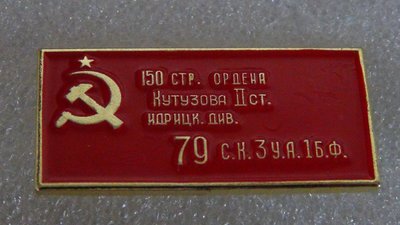 150 СТР. ОРДЕНА
КУТУЗОВА II СТ.
ИДРИЦК. ДИВ.
79 С.К. 3 У.А. 1 Б.Ф.